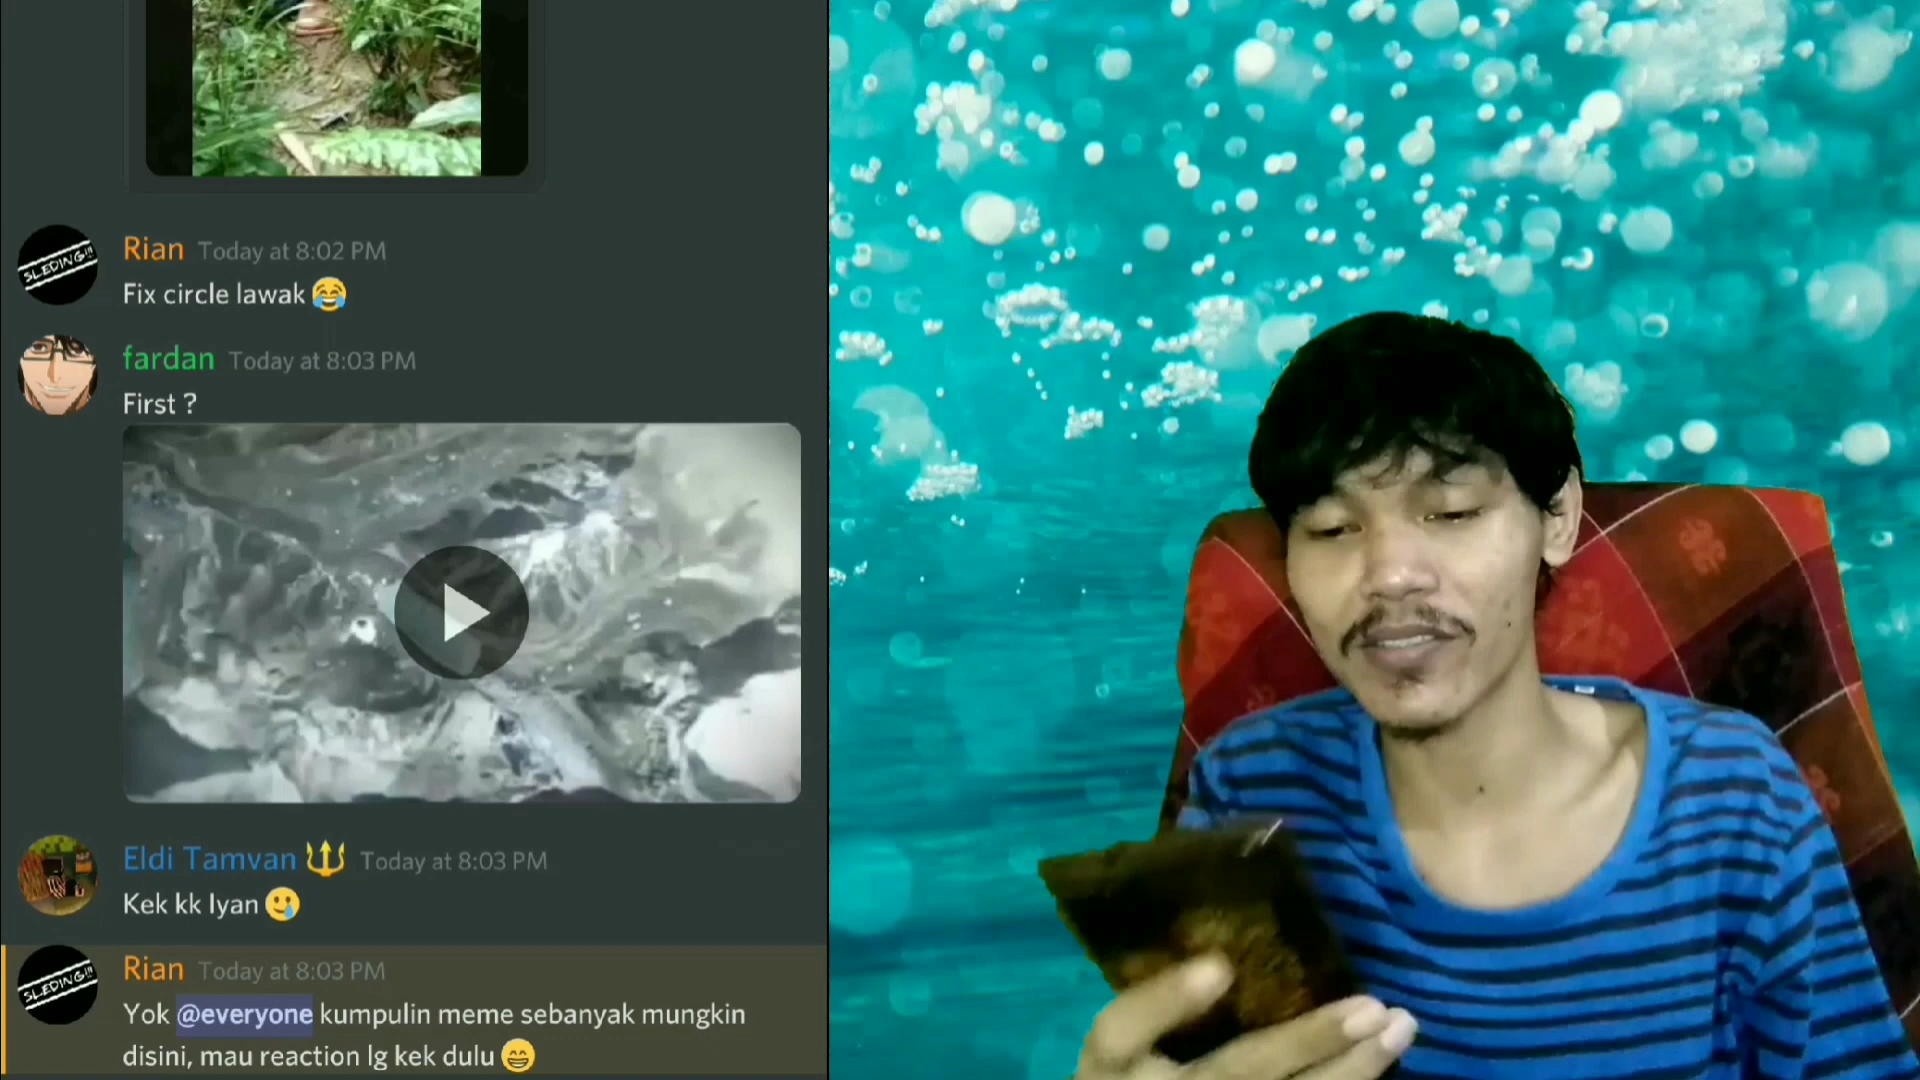 SLEDING!!!
Rian Today at 8:02 PM
Fix circle lawak 😂
fardan Today at 8:03 PM
First ?
Eldi Tamvan 🔱 Today at 8:03 PM
Kek kk Iyan 🥲
SLEDING!!!
Rian Today at 8:03 PM
Yok @everyone kumpulin meme sebanyak mungkin
disini, mau reaction lg kek dulu 😄